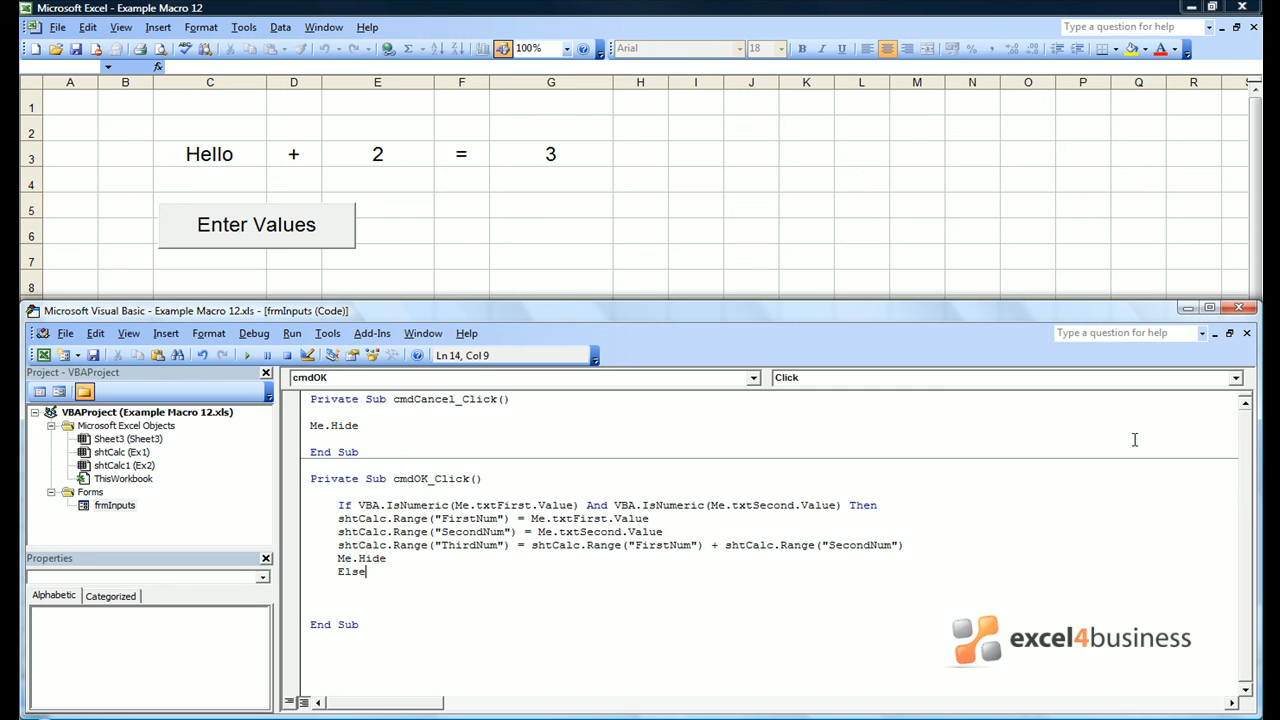 Microsoft Excel - Example Macro 12
File Edit View Insert Format Tools Data Window Help
Type a question for help
100%
Arial
18
B I U
fx
A B C D E F G H I J K L M N O P Q R
1
2
3 Hello + 2 = 3
4
5
6
7
8
Enter Values
Microsoft Visual Basic - Example Macro 12.xls - [frmInputs (Code)]
File Edit View Insert Format Debug Run Tools Add-Ins Window Help
Type a question for help
Ln 14, Col 9
Project - VBAProject
VBAProject (Example Macro 12.xls)
Microsoft Excel Objects
Sheet3 (Sheet3)
shtCalc (Ex1)
shtCalc1 (Ex2)
ThisWorkbook
Forms
frmInputs
Properties
Alphabetic Categorized
cmdOK
Click
Private Sub cmdCancel_Click()
Me.Hide
End Sub
Private Sub cmdOK_Click()
If VBA.IsNumeric(Me.txtFirst.Value) And VBA.IsNumeric(Me.txtSecond.Value) Then
shtCalc.Range("FirstNum") = Me.txtFirst.Value
shtCalc.Range("SecondNum") = Me.txtSecond.Value
shtCalc.Range("ThirdNum") = shtCalc.Range("FirstNum") + shtCalc.Range("SecondNum")
Me.Hide
Else
End Sub
excel4business